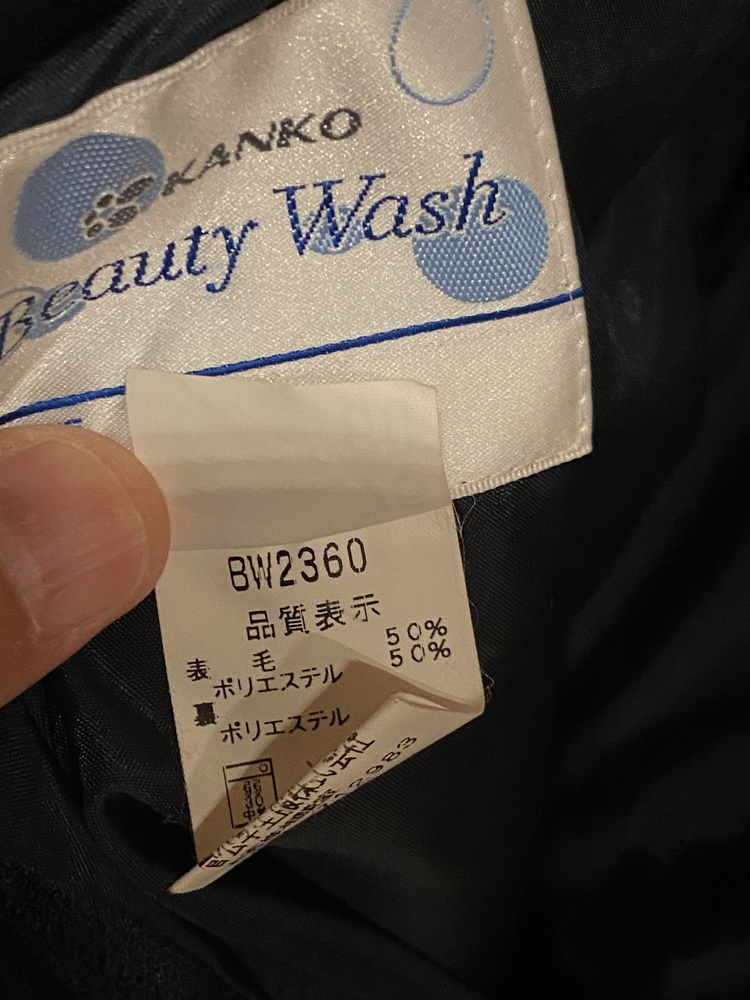 KANKO
Beauty Wash
BW2360
品質表示
表 毛 50%
ポリエステル 50%
裏
ポリエステル